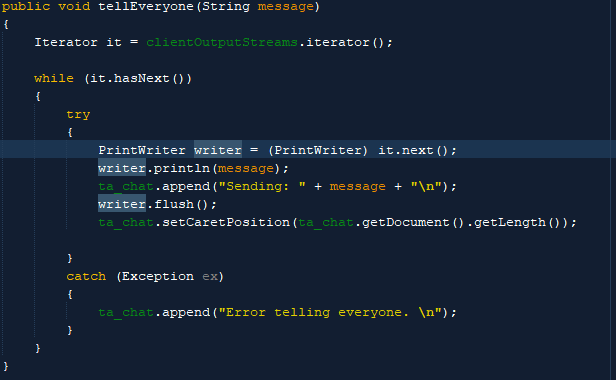 public void tellEveryone(String message)
{
Iterator it = clientOutputStreams.iterator();
while (it.hasNext())
{
try
{
PrintWriter writer = (PrintWriter) it.next();
writer.println(message);
ta_chat.append("Sending: " + message + "\n");
writer.flush();
ta_chat.setCaretPosition(ta_chat.getDocument().getLength());
}
catch (Exception ex)
{
ta_chat.append("Error telling everyone. \n");
}
}
}